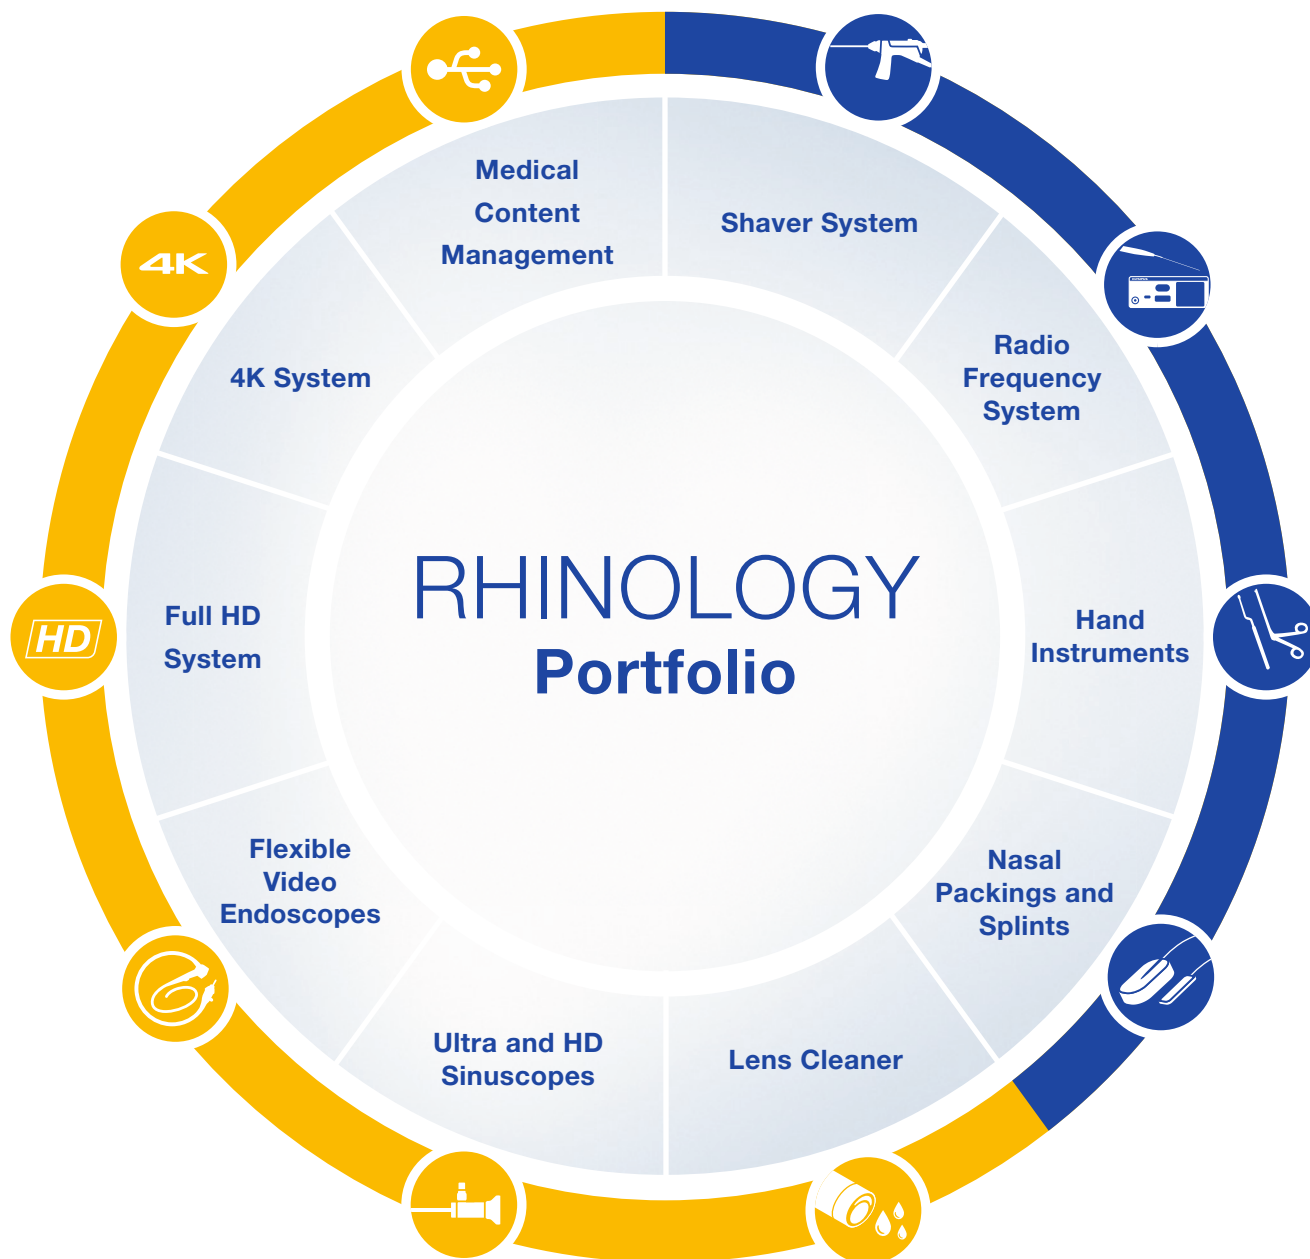 Medical
Content
Management
Shaver System
Radio
Frequency
System
Hand
Instruments
Nasal
Packings and
Splints
Lens Cleaner
Ultra and HD
Sinuscopes
Flexible
Video
Endoscopes
Full HD
System
HD
4K System
4K
RHINOLOGY
Portfolio